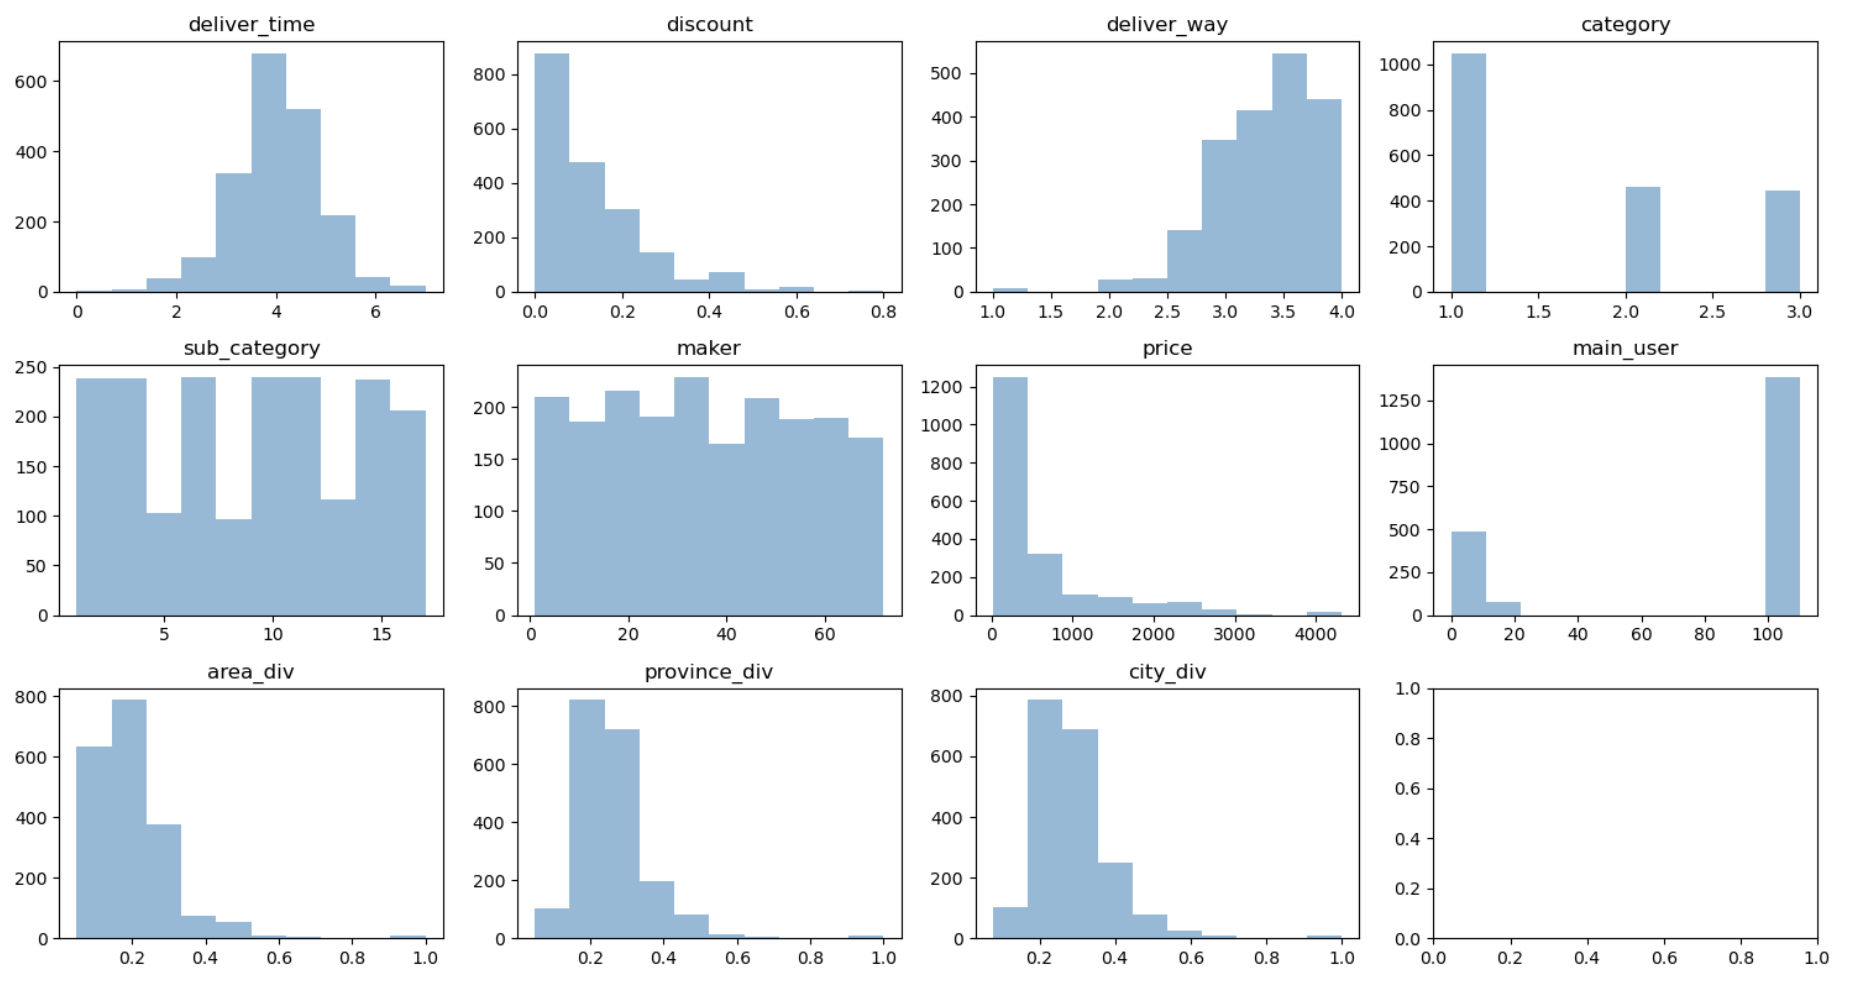 deliver_time
600
400
200
0
0 2 4 6
discount
800
600
400
200
0
0.0 0.2 0.4 0.6 0.8
deliver_way
500
400
300
200
100
0
1.0 1.5 2.0 2.5 3.0 3.5 4.0
category
1000
800
600
400
200
0
1.0 1.5 2.0 2.5 3.0
sub_category
250
200
150
100
50
0
5 10 15
maker
200
150
100
50
0
0 20 40 60
price
1200
1000
800
600
400
200
0
0 1000 2000 3000 4000
main_user
1250
1000
750
500
250
0
0 20 40 60 80 100
area_div
800
600
400
200
0
0.2 0.4 0.6 0.8 1.0
province_div
800
600
400
200
0
0.2 0.4 0.6 0.8 1.0
city_div
800
600
400
200
0
0.2 0.4 0.6 0.8 1.0
1.0
0.8
0.6
0.4
0.2
0.0
0.0 0.2 0.4 0.6 0.8 1.0